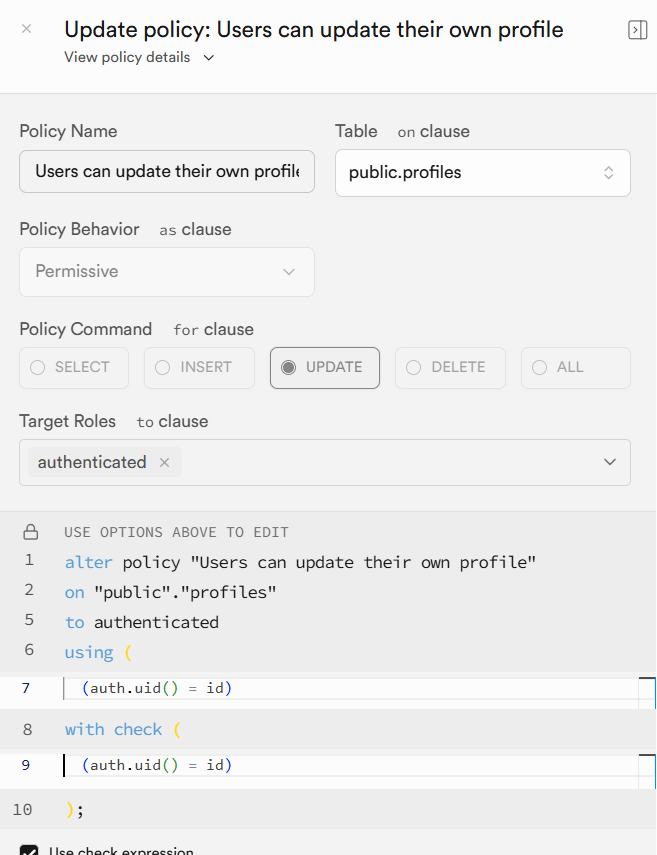 Update policy: Users can update their own profile
View policy details
Policy Name
Table on clause
Users can update their own profile
public.profiles
Policy Behavior as clause
Permissive
Policy Command for clause
SELECT INSERT UPDATE DELETE ALL
Target Roles to clause
authenticated ×
USE OPTIONS ABOVE TO EDIT
1 alter policy "Users can update their own profile"
2 on "public"."profiles"
5 to authenticated
6 using (
7 (auth.uid() = id)
8 with check (
9 (auth.uid() = id)
10 );
Use check expression